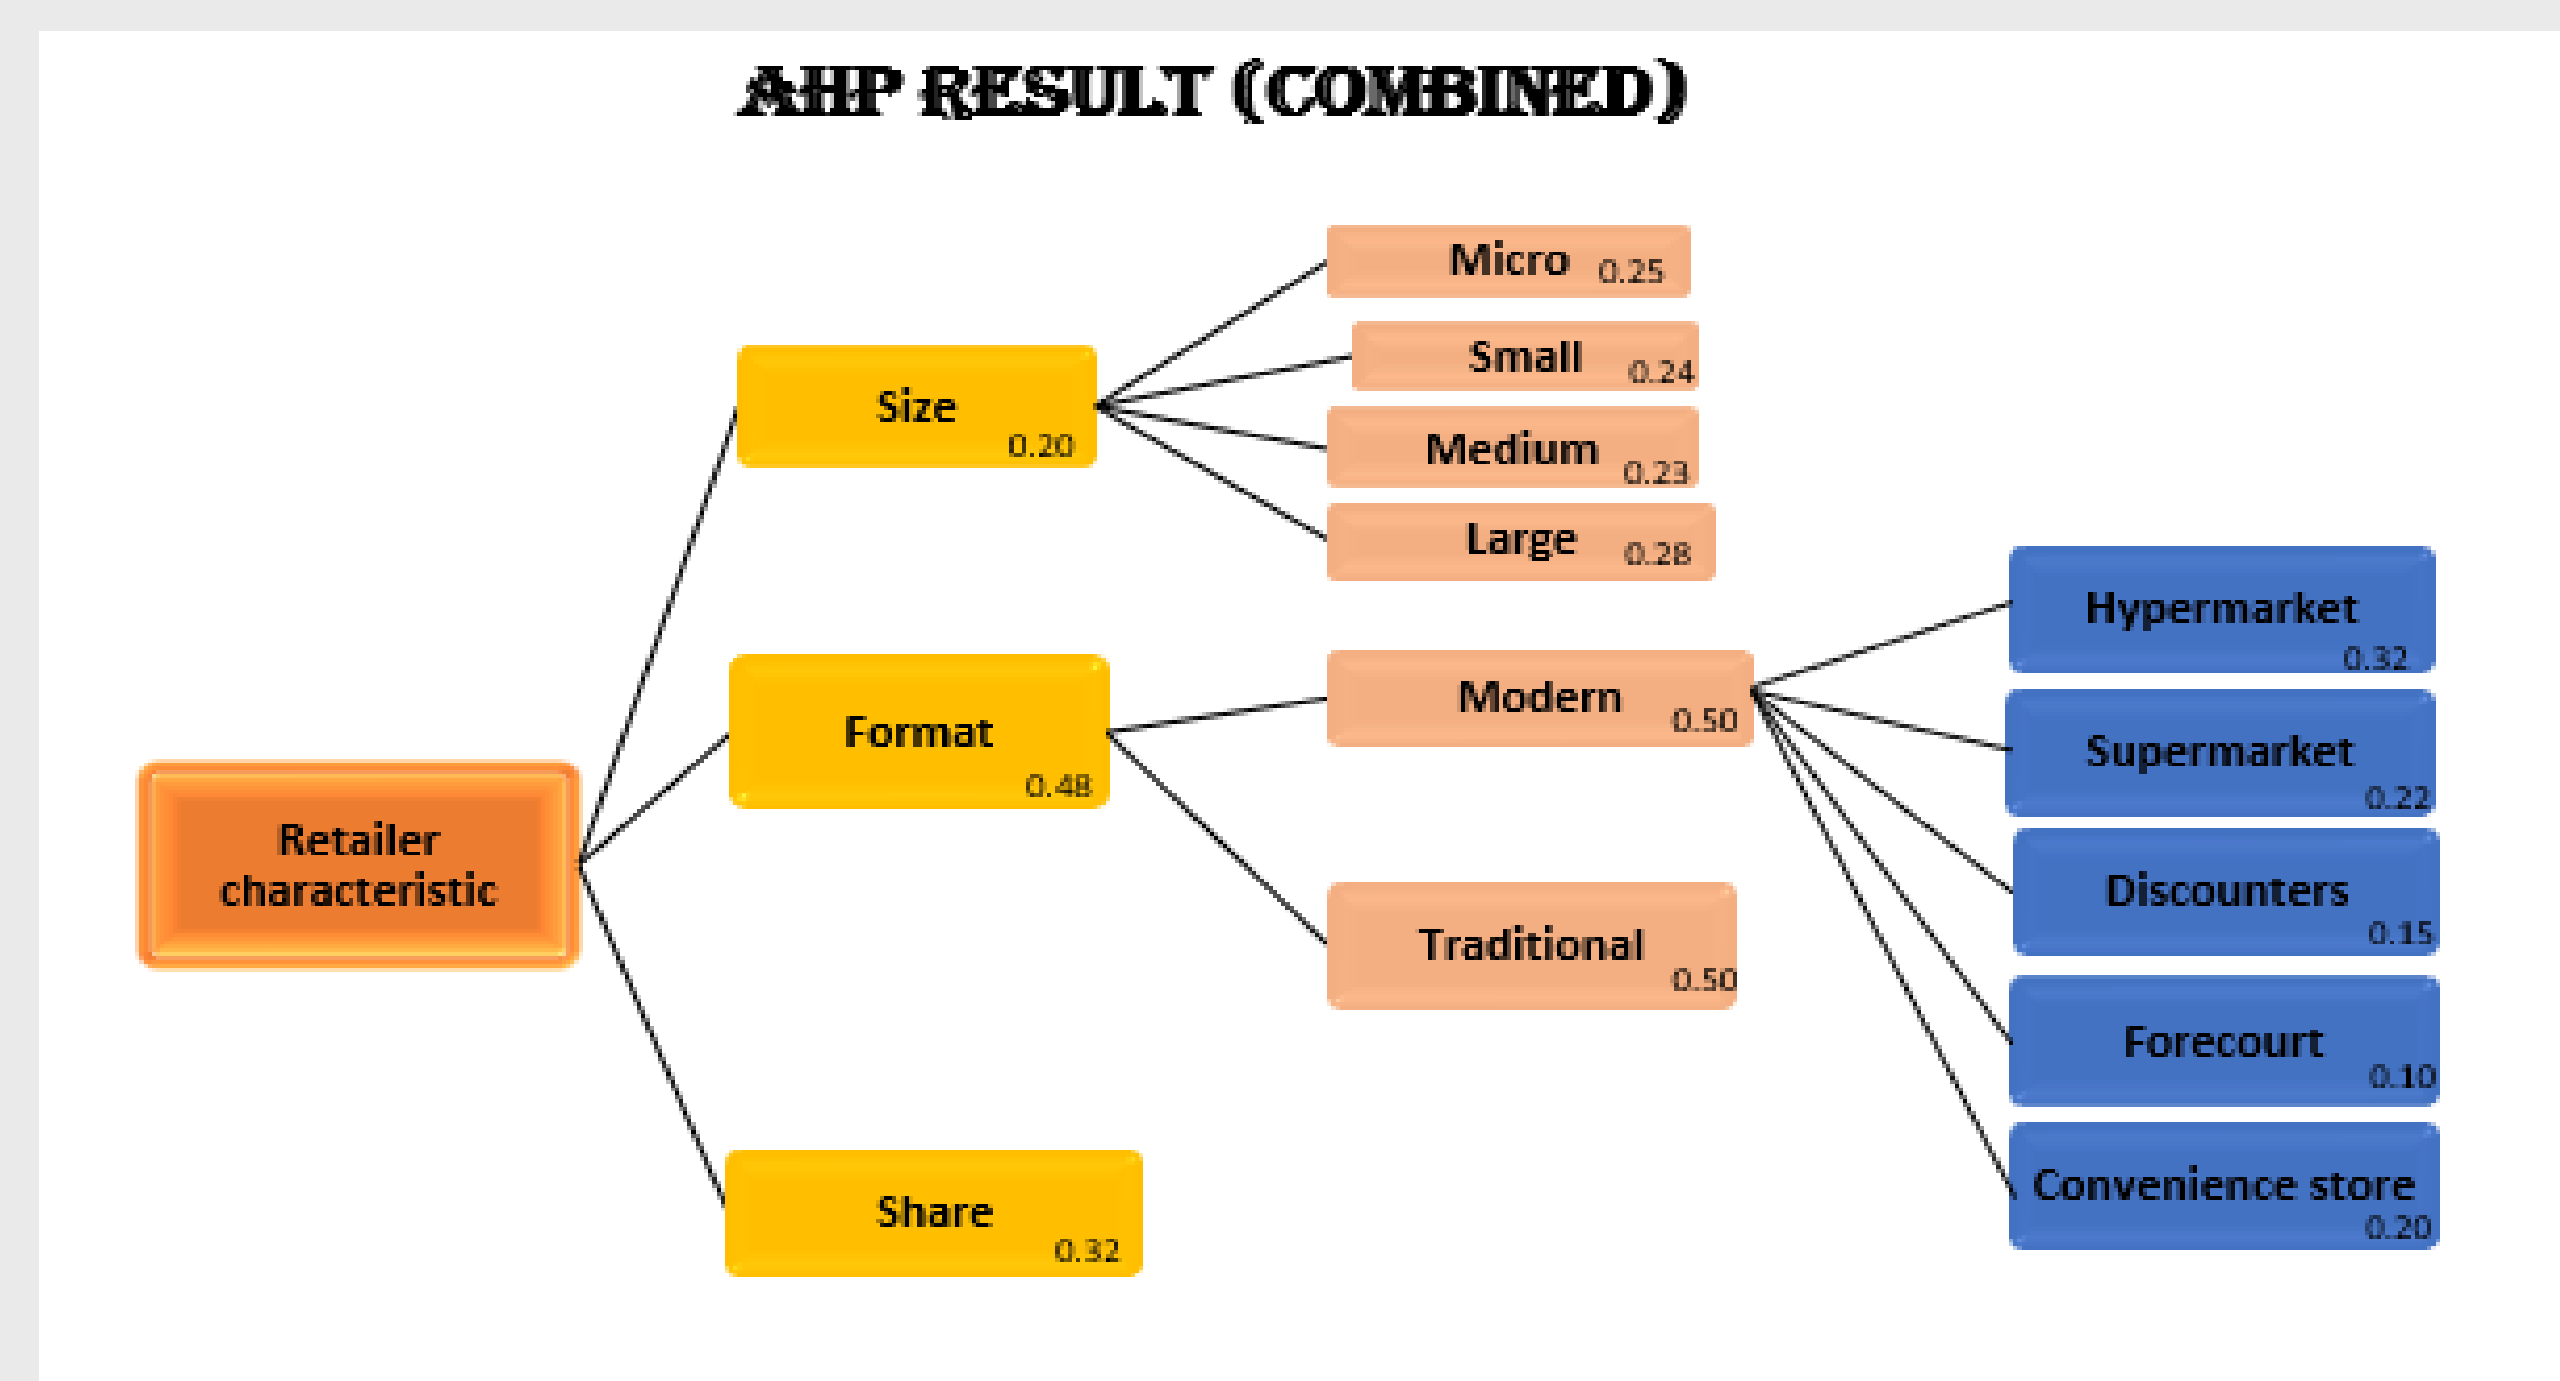 AHP RESULT (COMBINED)
Micro 0.25
Small 0.24
Size
0.20
Medium 0.23
Large 0.28
Hypermarket
0.32
Modern
0.50
Format
0.48
Supermarket
0.22
Retailer
characteristic
Discounters
0.15
Traditional
0.50
Forecourt
0.10
Share
0.32
Convenience store
0.20